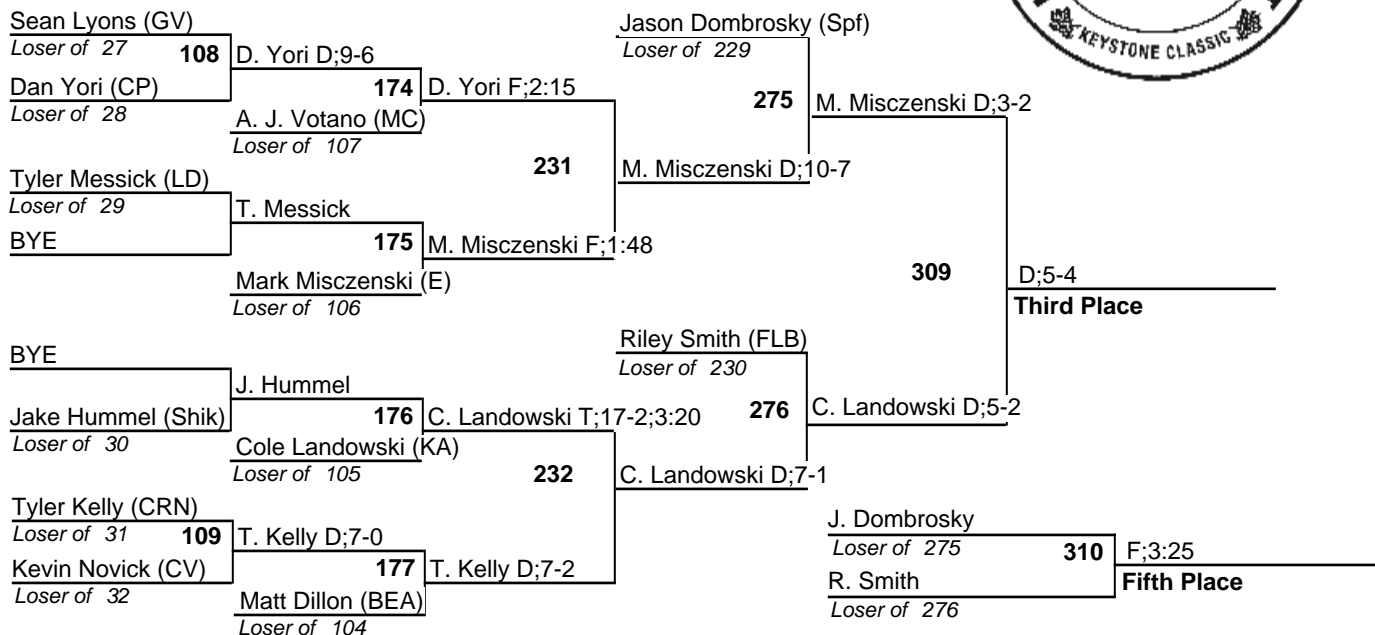 Sean Lyons (GV)
Loser of 27
108
Dan Yori (CP)
Loser of 28
D. Yori D;9-6
174
A. J. Votano (MC)
Loser of 107
D. Yori F;2:15
Tyler Messick (LD)
Loser of 29
BYE
T. Messick
175
Mark Misczenski (E)
Loser of 106
M. Misczenski F;1:48
231
Jason Dombrosky (Spf)
Loser of 229
275
M. Misczenski D;10-7
M. Misczenski D;3-2
BYE
Jake Hummel (Shik)
Loser of 30
J. Hummel
176
Cole Landowski (KA)
Loser of 105
C. Landowski T;17-2;3:20
Tyler Kelly (CRN)
Loser of 31
109
Kevin Novick (CV)
Loser of 32
T. Kelly D;7-0
177
Matt Dillon (BEA)
Loser of 104
T. Kelly D;7-2
232
Riley Smith (FLB)
Loser of 230
276
C. Landowski D;7-1
C. Landowski D;5-2
309
D;5-4
Third Place
J. Dombrosky
Loser of 275
310
R. Smith
Loser of 276
F;3:25
Fifth Place
KEYSTONE CLASSIC